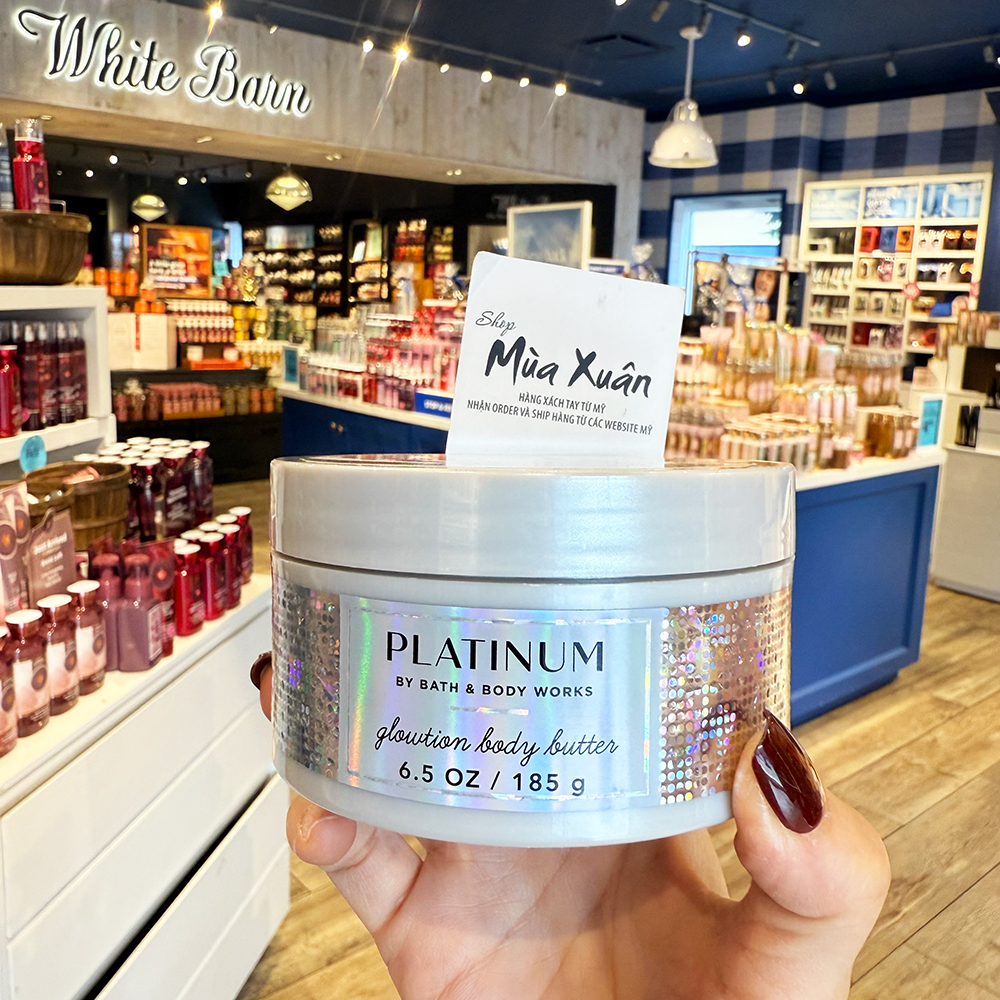 White Barn
Shop
Mùa Xuân
HÀNG XÁCH TAY TỪ MỸ
NHẬN ORDER VÀ SHIP HÀNG TỪ CÁC WEBSITE MỸ
PLATINUM
BY BATH & BODY WORKS
glowtion body butter
6.5 OZ / 185 g